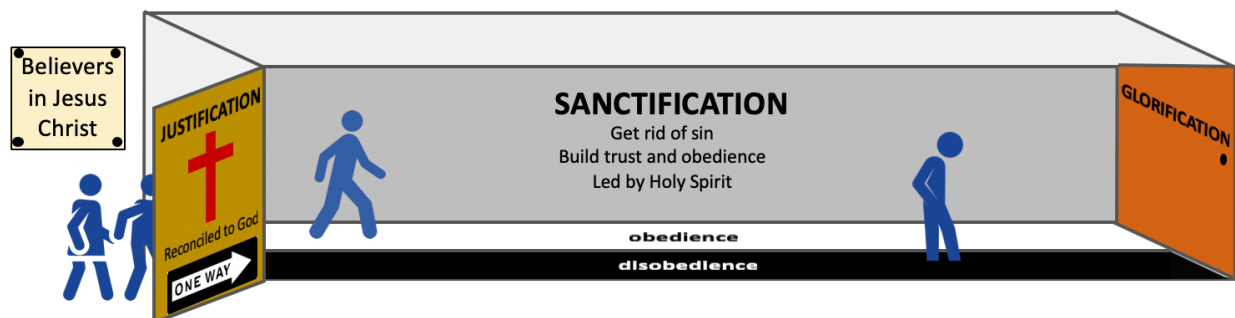 Believers
in Jesus
Christ
JUSTIFICATION
Reconciled to God
ONE WAY
SANCTIFICATION
Get rid of sin
Build trust and obedience
Led by Holy Spirit
obedience
disobedience
GLORIFICATION